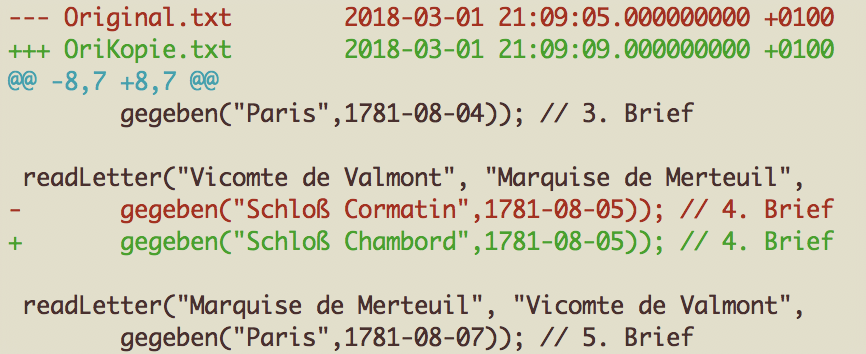 --- Original.txt 2018-03-01 21:09:05.000000000 +0100
+++ OriKopie.txt 2018-03-01 21:09:09.000000000 +0100
@@ -8,7 +8,7 @@
gegeben("Paris",1781-08-04)); // 3. Brief
readLetter("Vicomte de Valmont", "Marquise de Merteuil",
- gegeben("Schloß Cormatin",1781-08-05)); // 4. Brief
+ gegeben("Schloß Chambord",1781-08-05)); // 4. Brief
readLetter("Marquise de Merteuil", "Vicomte de Valmont",
gegeben("Paris",1781-08-07)); // 5. Brief